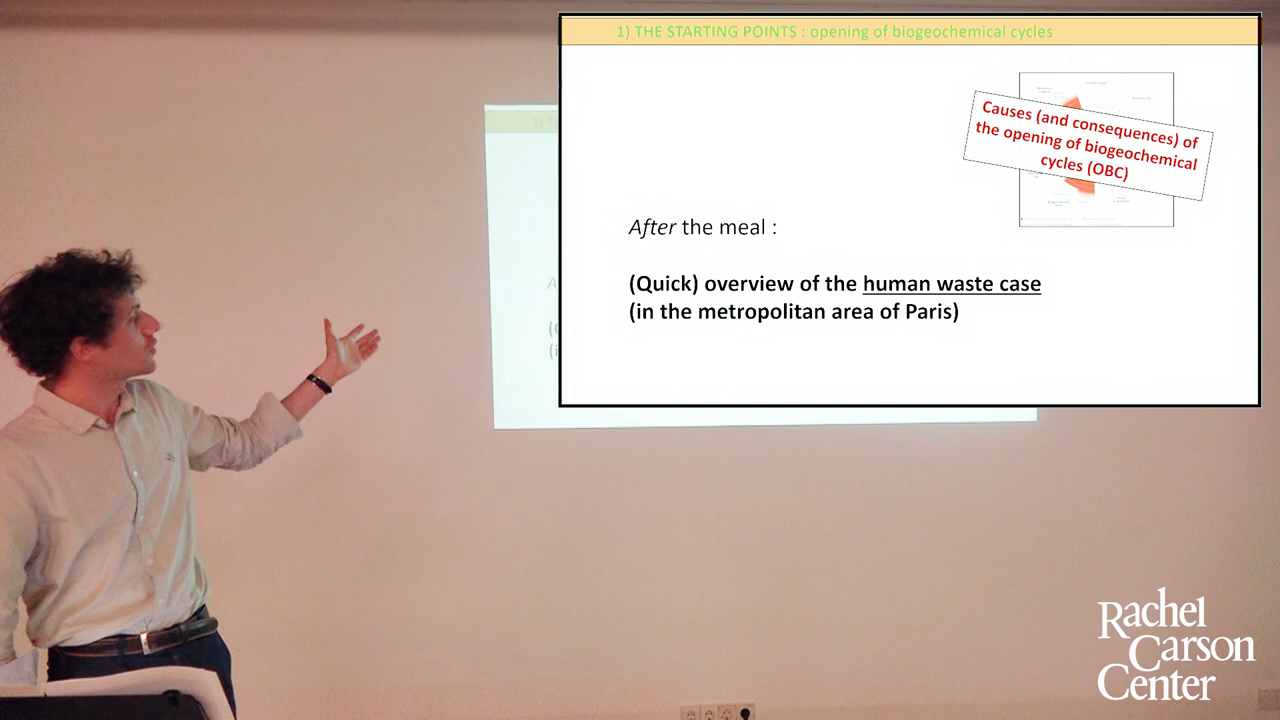 1) THE STARTING POINTS : opening of biogeochemical cycles
Causes (and consequences) of
the opening of biogeochemical
cycles (OBC)
After the meal :
(Quick) overview of the human waste case
(in the metropolitan area of Paris)
Rachel
Carson
Center